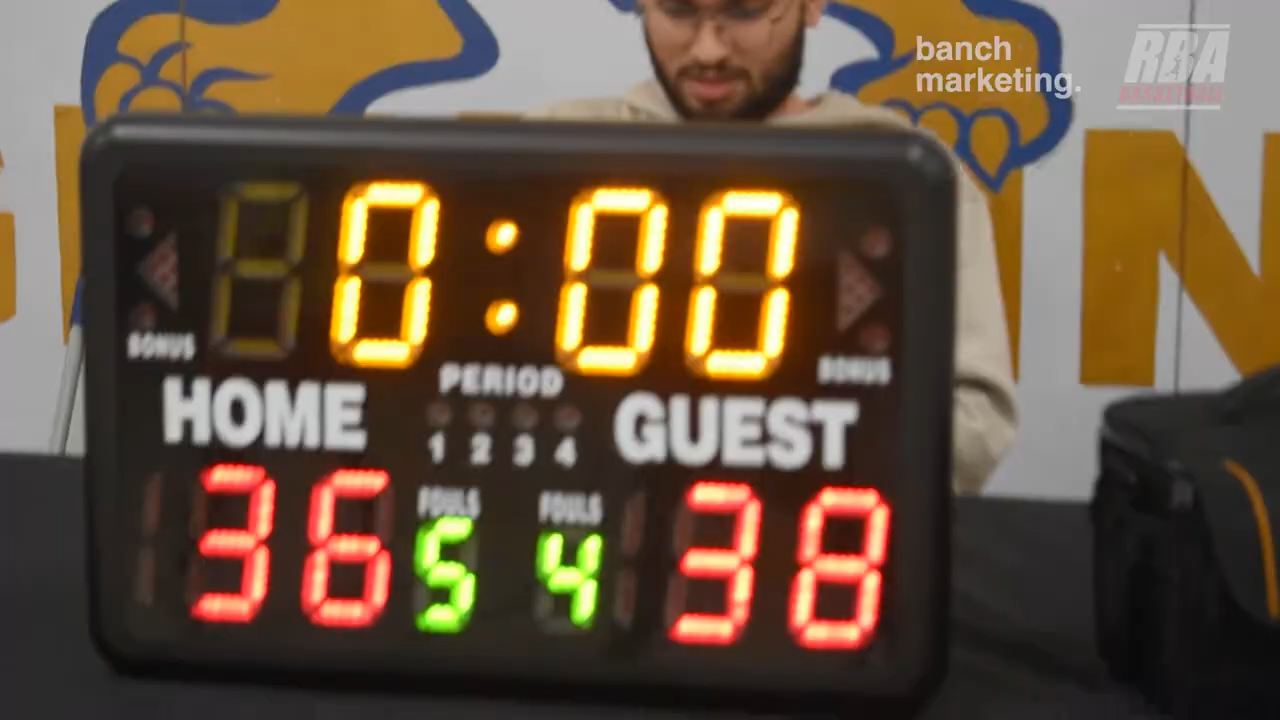 banch
marketing.
RBA
BASKETBALL
0:00
BONUS
BONUS
PERIOD
HOME
GUEST
1 2 3 4
FOULS
FOULS
36
5
4
38